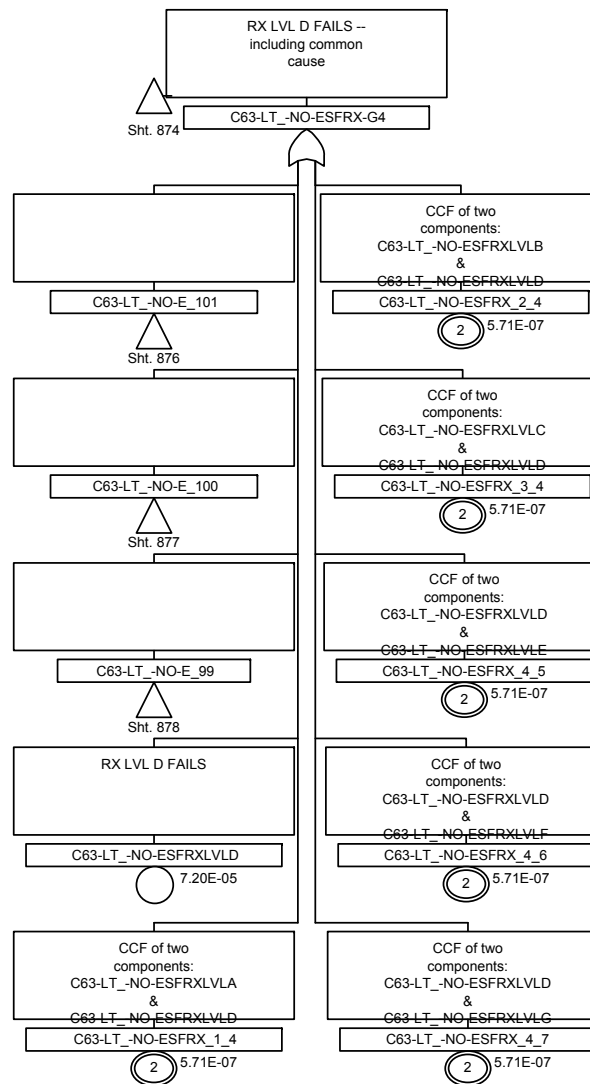 RX LVL D FAILS --
including common
cause
Sht. 874
C63-LT_-NO-ESFRX-G4
C63-LT_-NO-E_101
Sht. 876
CCF of two
components:
C63-LT_-NO-ESFRXLVLB
&
C63-LT_-NO-ESFRXLVLD
C63-LT_-NO-ESFRX_2_4
2
5.71E-07
C63-LT_-NO-E_100
Sht. 877
CCF of two
components:
C63-LT_-NO-ESFRXLVLC
&
C63-LT_-NO-ESFRXLVLD
C63-LT_-NO-ESFRX_3_4
2
5.71E-07
C63-LT_-NO-E_99
Sht. 878
CCF of two
components:
C63-LT_-NO-ESFRXLVLD
&
C63-LT_-NO-ESFRXLVLE
C63-LT_-NO-ESFRX_4_5
2
5.71E-07
RX LVL D FAILS
C63-LT_-NO-ESFRXLVLD
7.20E-05
CCF of two
components:
C63-LT_-NO-ESFRXLVLD
&
C63-LT_-NO-ESFRXLVLF
C63-LT_-NO-ESFRX_4_6
2
5.71E-07
CCF of two
components:
C63-LT_-NO-ESFRXLVLA
&
C63-LT_-NO-ESFRXLVLD
C63-LT_-NO-ESFRX_1_4
2
5.71E-07
CCF of two
components:
C63-LT_-NO-ESFRXLVLD
&
C63-LT_-NO-ESFRXLVLG
C63-LT_-NO-ESFRX_4_7
2
5.71E-07